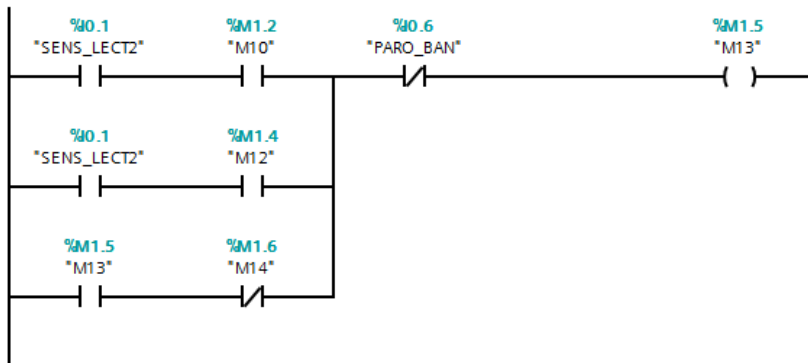 %I0.1 %M1.2 %I0.6 %M1.5
"SENS_LECT2" "M10" "PARO_BAN" "M13"
%I0.1 %M1.4
"SENS_LECT2" "M12"
%M1.5 %M1.6
"M13" "M14"